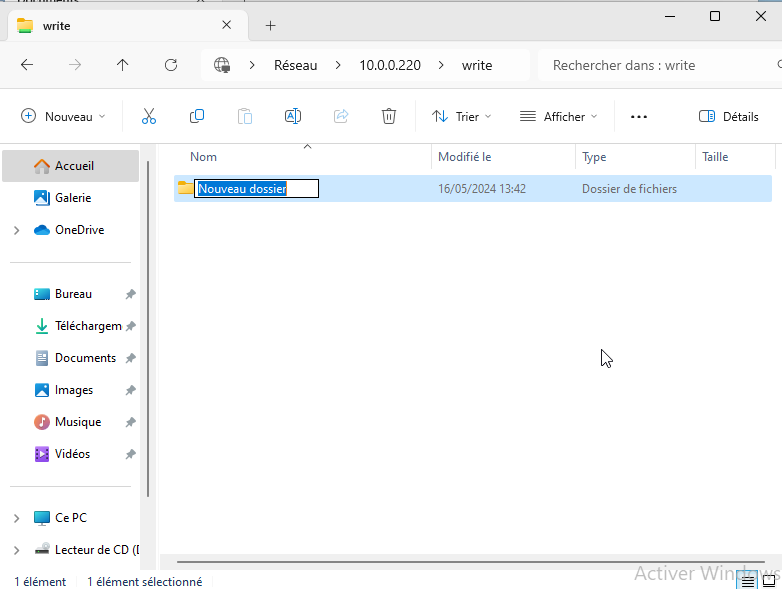 write
Réseau
10.0.0.220
write
Rechercher dans : write
Nouveau
Trier
Afficher
Détails
Accueil
Galerie
OneDrive
Bureau
Téléchargem
Documents
Images
Musique
Vidéos
Ce PC
Lecteur de CD (D
Nom
Modifié le
Type
Taille
Nouveau dossier
16/05/2024 13:42
Dossier de fichiers
1 élément
1 élément sélectionné
Activer Windows